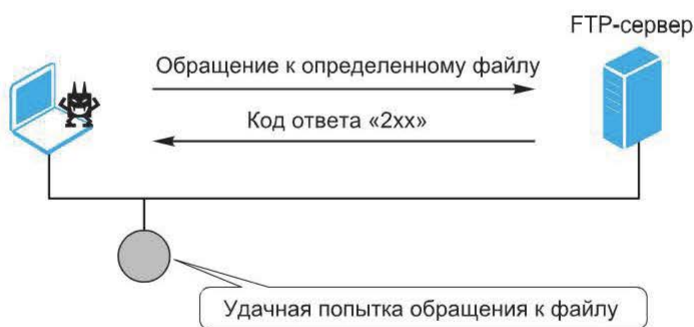 FTP-сервер
Обращение к определенному файлу
Код ответа «2xx»
Удачная попытка обращения к файлу